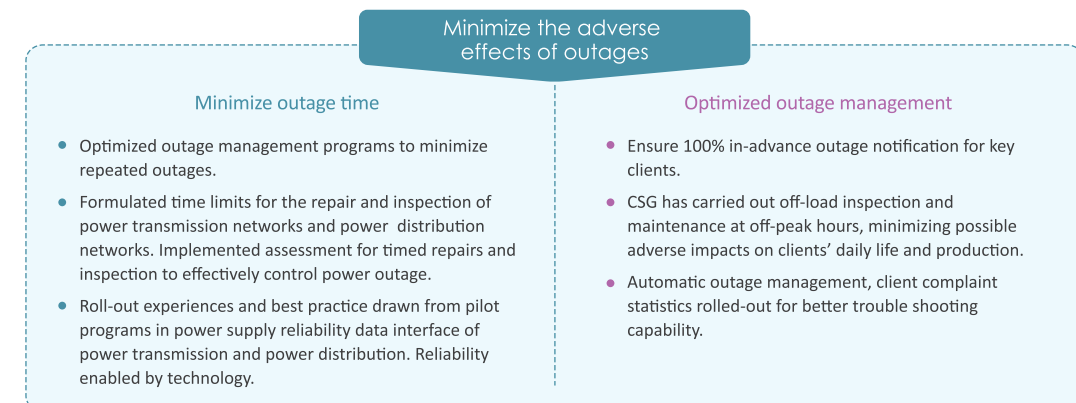 Minimize the adverse
effects of outages
Minimize outage time
Optimized outage management programs to minimize
repeated outages.
Formulated time limits for the repair and inspection of
power transmission networks and power distribution
networks. Implemented assessment for timed repairs and
inspection to effectively control power outage.
Roll-out experiences and best practice drawn from pilot
programs in power supply reliability data interface of
power transmission and power distribution. Reliability
enabled by technology.
Optimized outage management
Ensure 100% in-advance outage notification for key
clients.
CSG has carried out off-load inspection and
maintenance at off-peak hours, minimizing possible
adverse impacts on clients’ daily life and production.
Automatic outage management, client complaint
statistics rolled-out for better trouble shooting
capability.